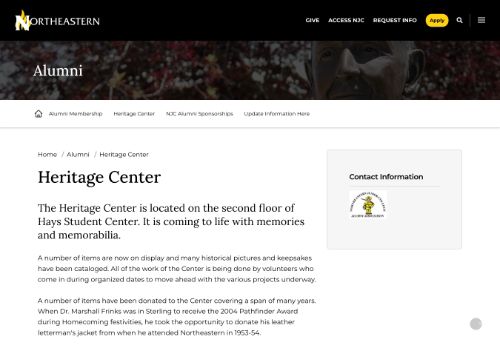 NORTHEASTERN
GIVE ACCESS NJC REQUEST INFO Apply
Alumni
Alumni Membership Heritage Center NJC Alumni Sponsorships Update Information Here
Home / Alumni / Heritage Center
Heritage Center
The Heritage Center is located on the second floor of
Hays Student Center. It is coming to life with memories
and memorabilia.
A number of items are now on display and many historical pictures and keepsakes
have been cataloged. All of the work of the Center is being done by volunteers who
come in during organized dates to move ahead with the various projects underway.
A number of items have been donated to the Center covering a span of many years.
When Dr. Marshall Frinks was in Sterling to receive the 2004 Pathfinder Award
during Homecoming festivities, he took the opportunity to donate his leather
letterman's jacket from when he attended Northeastern in 1953-54.
Contact Information